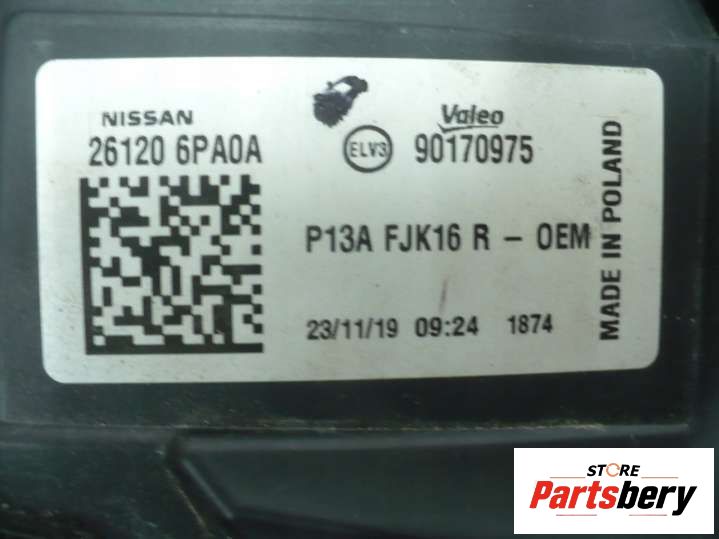 NISSAN
26120 6PA0A
Valeo
ELV3 90170975
P13A FJK16 R - OEM
23/11/19 09:24 1874
MADE IN POLAND
STORE
Partsbery